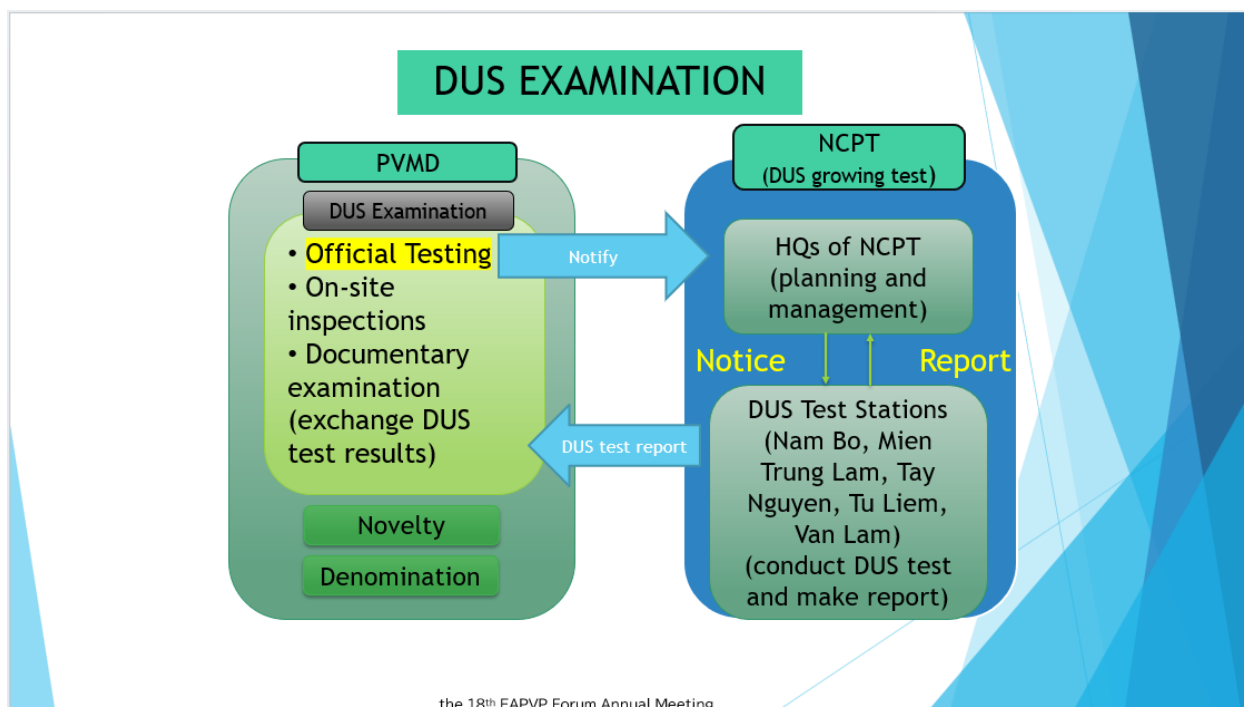 DUS EXAMINATION
PVMD
DUS Examination
• Official Testing
• On-site
inspections
• Documentary
examination
(exchange DUS
test results)
Novelty
Denomination
Notify
DUS test report
NCPT
(DUS growing test)
HQs of NCPT
(planning and
management)
Notice
Report
DUS Test Stations
(Nam Bo, Mien
Trung Lam, Tay
Nguyen, Tu Liem,
Van Lam)
(conduct DUS test
and make report)
the 18th EAPVP Forum Annual Meeting